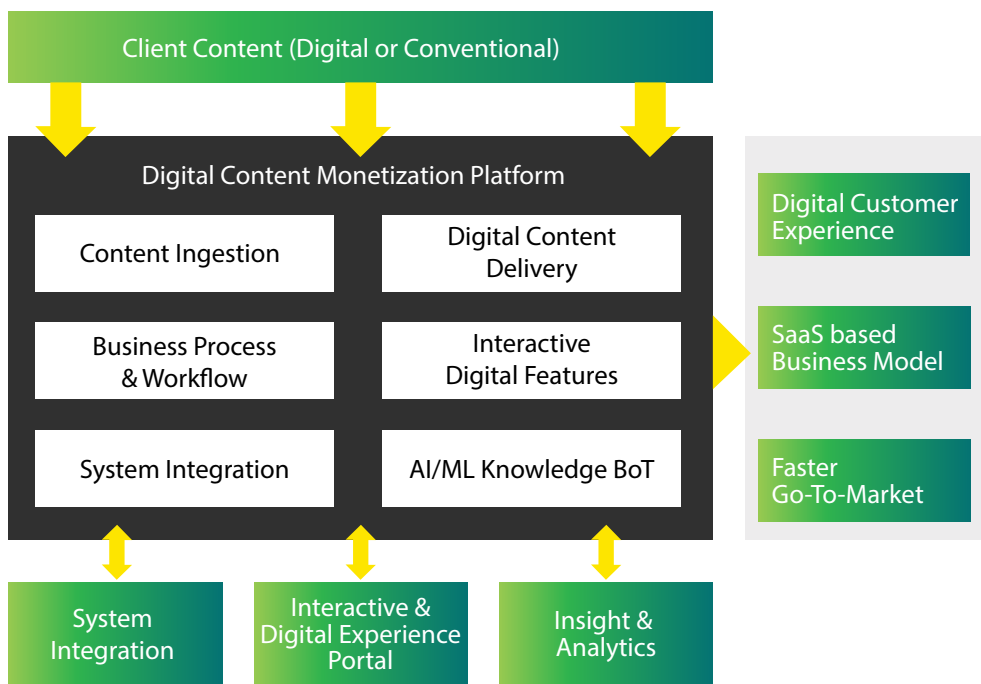 Client Content (Digital or Conventional)
Digital Content Monetization Platform
Content Ingestion
Digital Content
Delivery
Business Process
& Workflow
Interactive
Digital Features
System Integration
AI/ML Knowledge BoT
Digital Customer
Experience
SaaS based
Business Model
Faster
Go-To-Market
System
Integration
Interactive &
Digital Experience
Portal
Insight &
Analytics